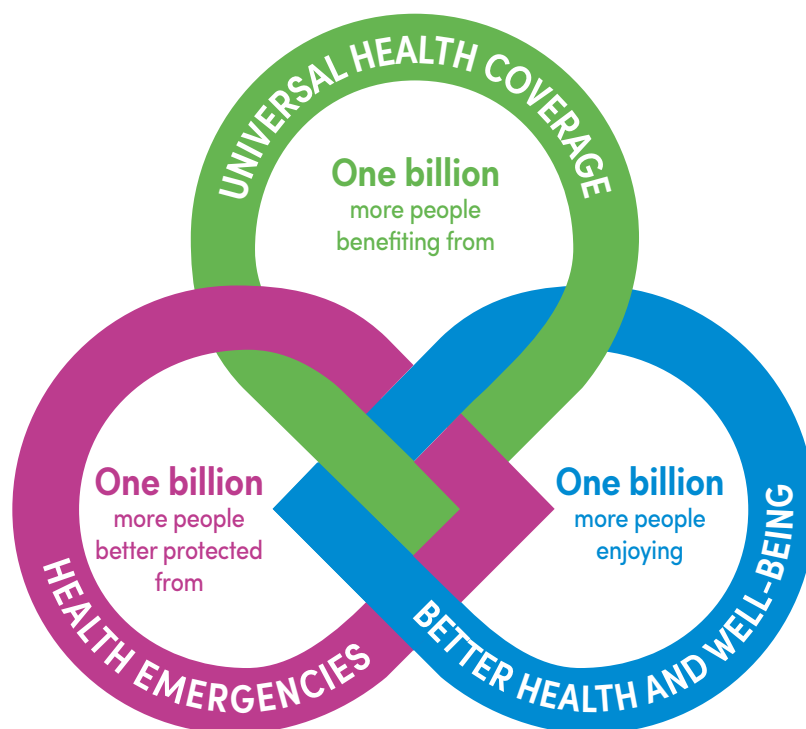 UNIVERSAL HEALTH COVERAGE
One billion
more people
benefiting from
One billion
more people
better protected
from
HEALTH EMERGENCIES
One billion
more people
enjoying
BETTER HEALTH AND WELL-BEING